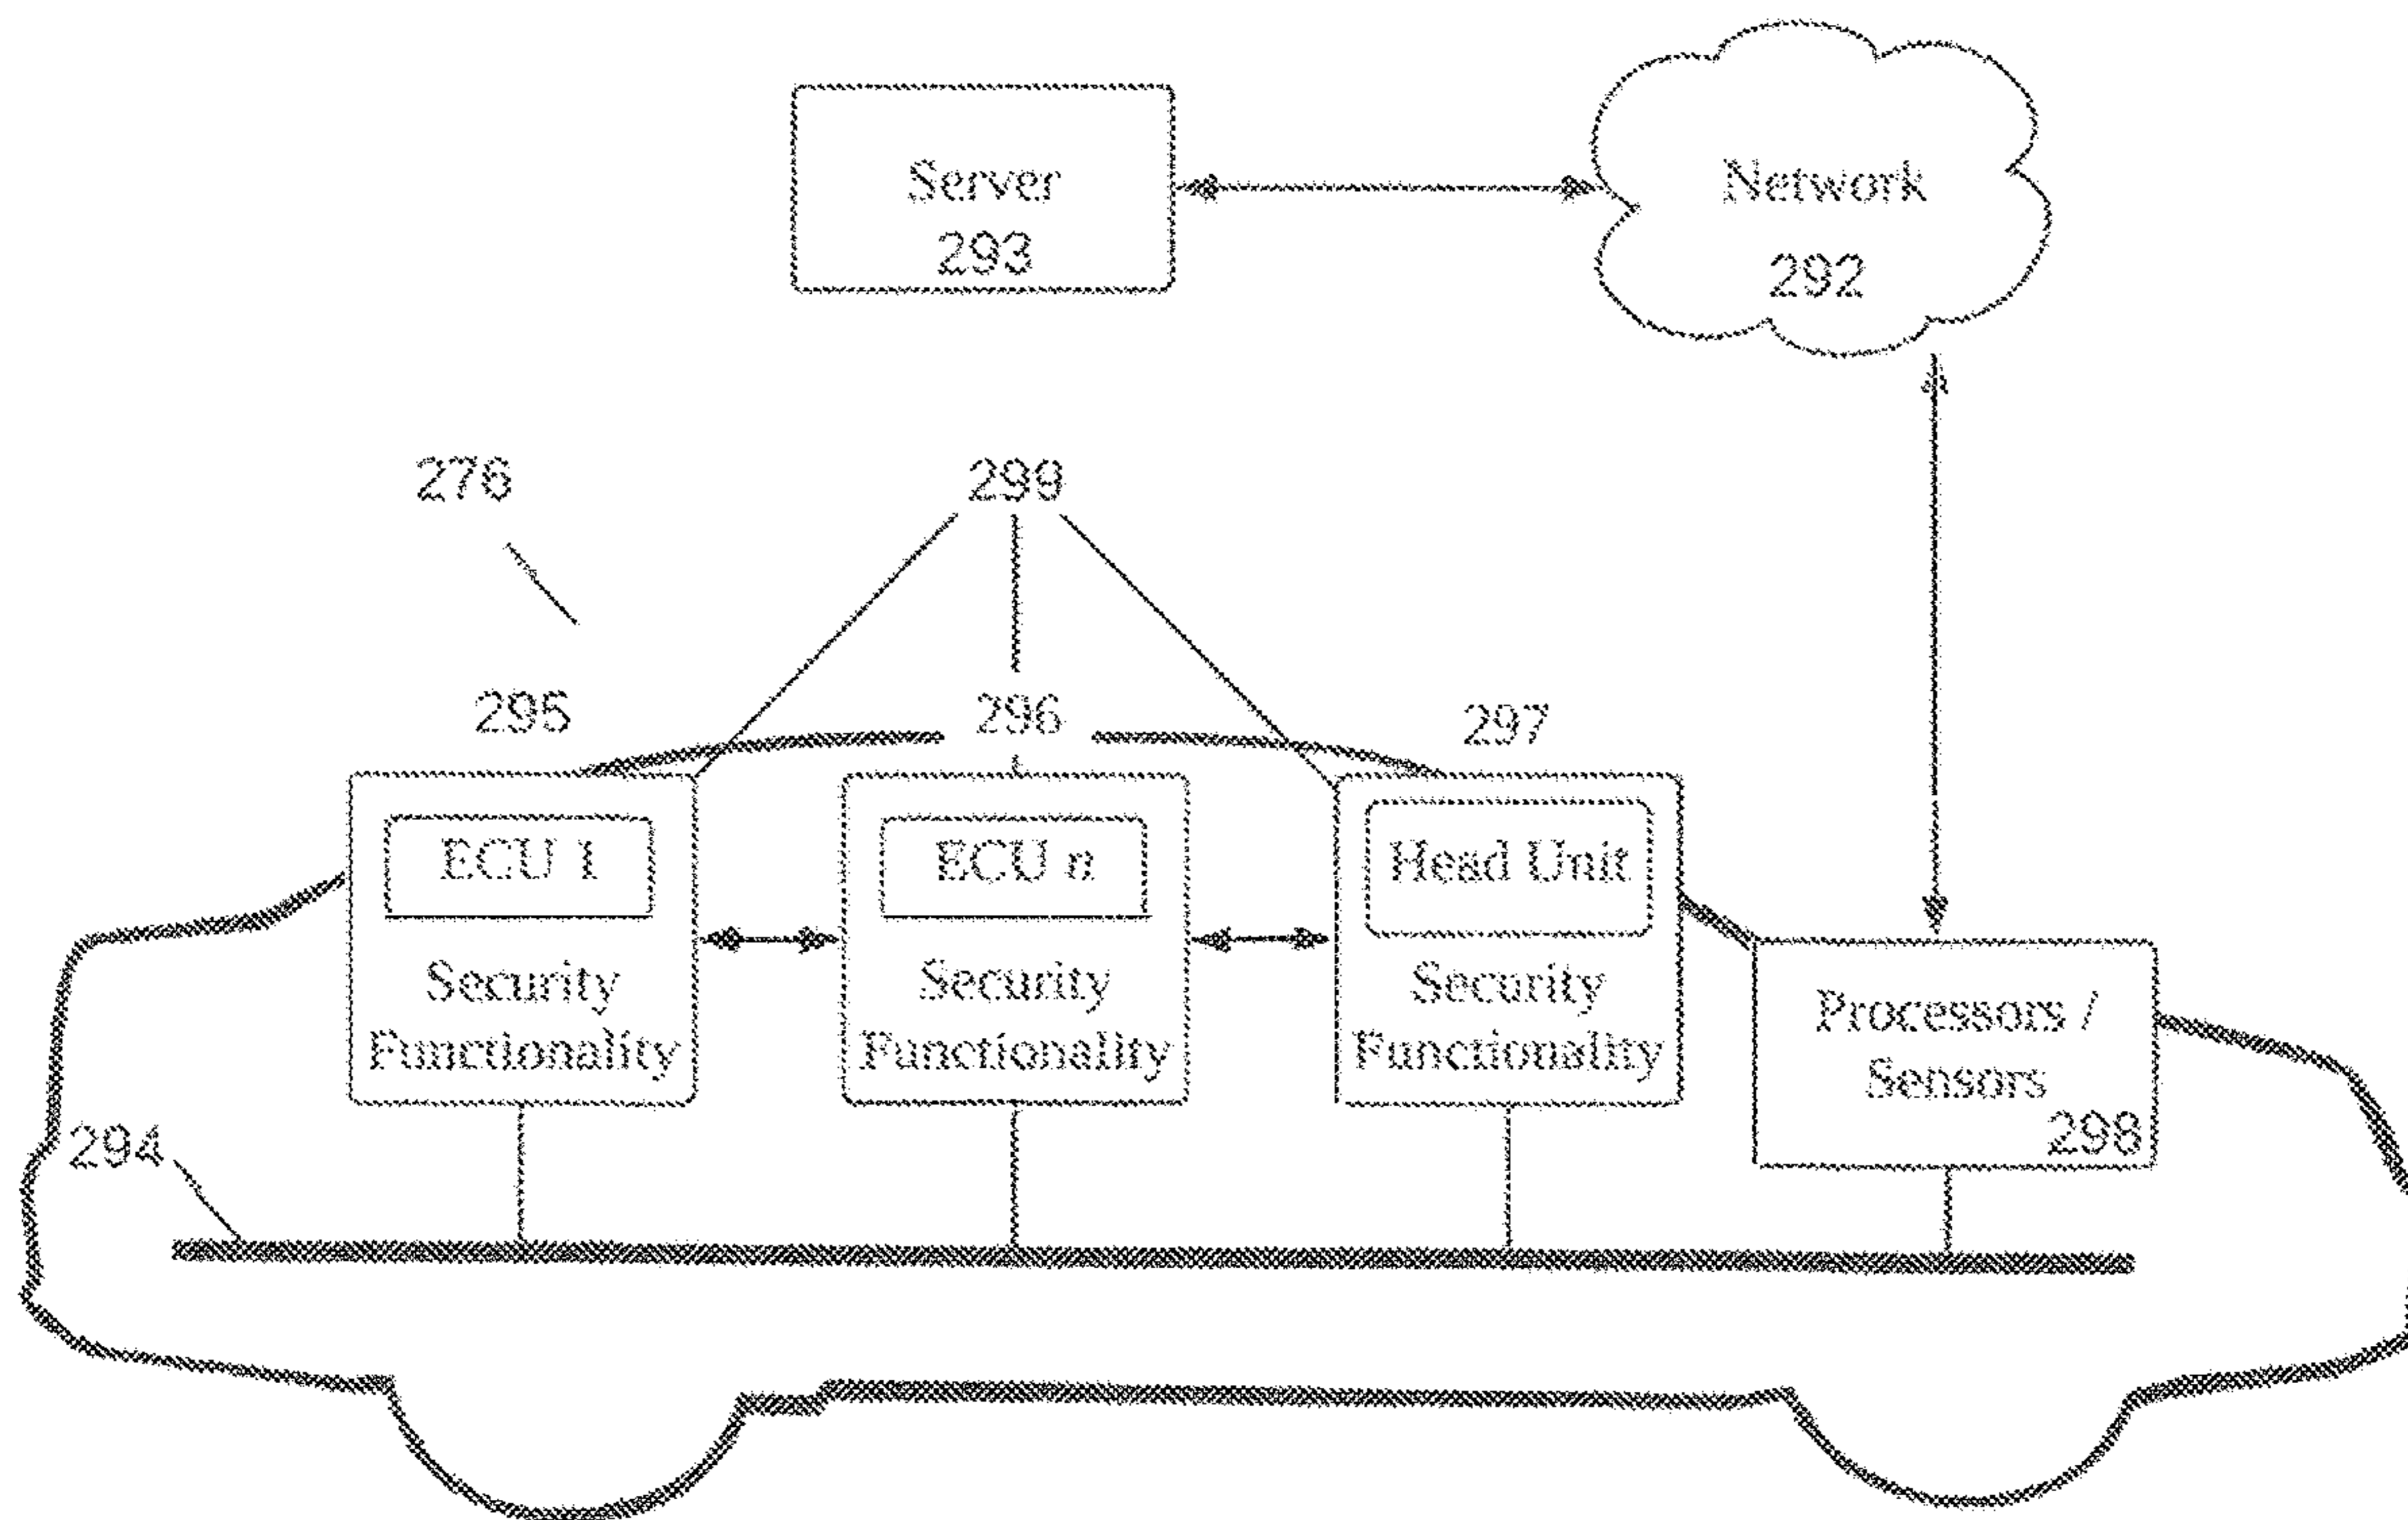 Server
293
Network
292
276
299
295
296
297
ECU 1
Security
Functionality
ECU n
Security
Functionality
Head Unit
Security
Functionality
Processors /
Sensors
298
294